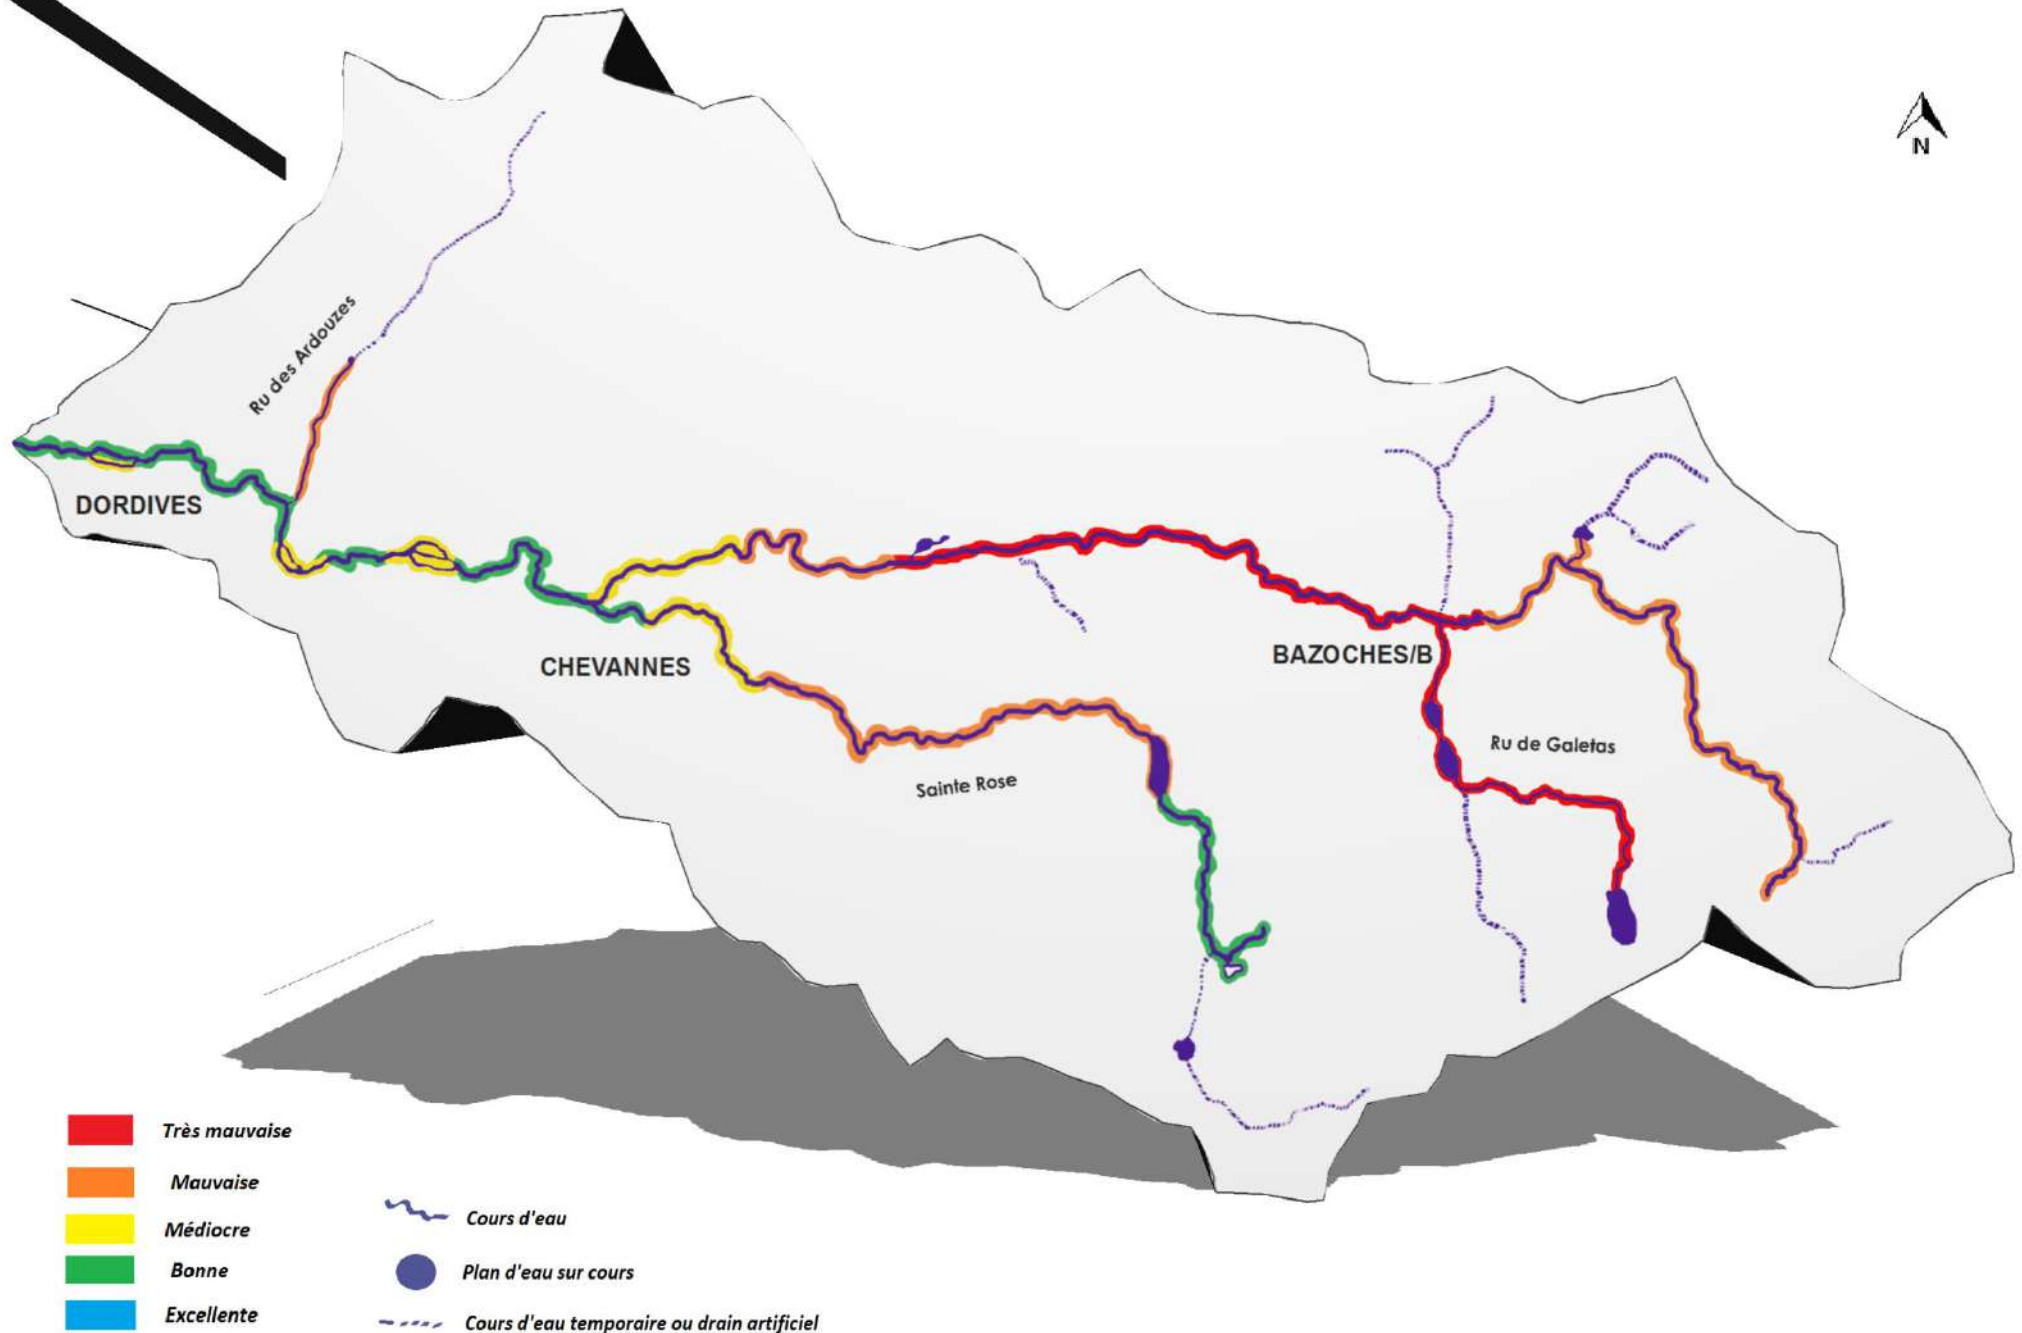 N
Ru des Ardouzes
DORDIVES
CHEVANNES
BAZOCHES/B
Ru de Galetas
Sainte Rose
Très mauvaise
Mauvaise
Médiocre
Bonne
Excellente
Cours d'eau
Plan d'eau sur cours
Cours d'eau temporaire ou drain artificiel